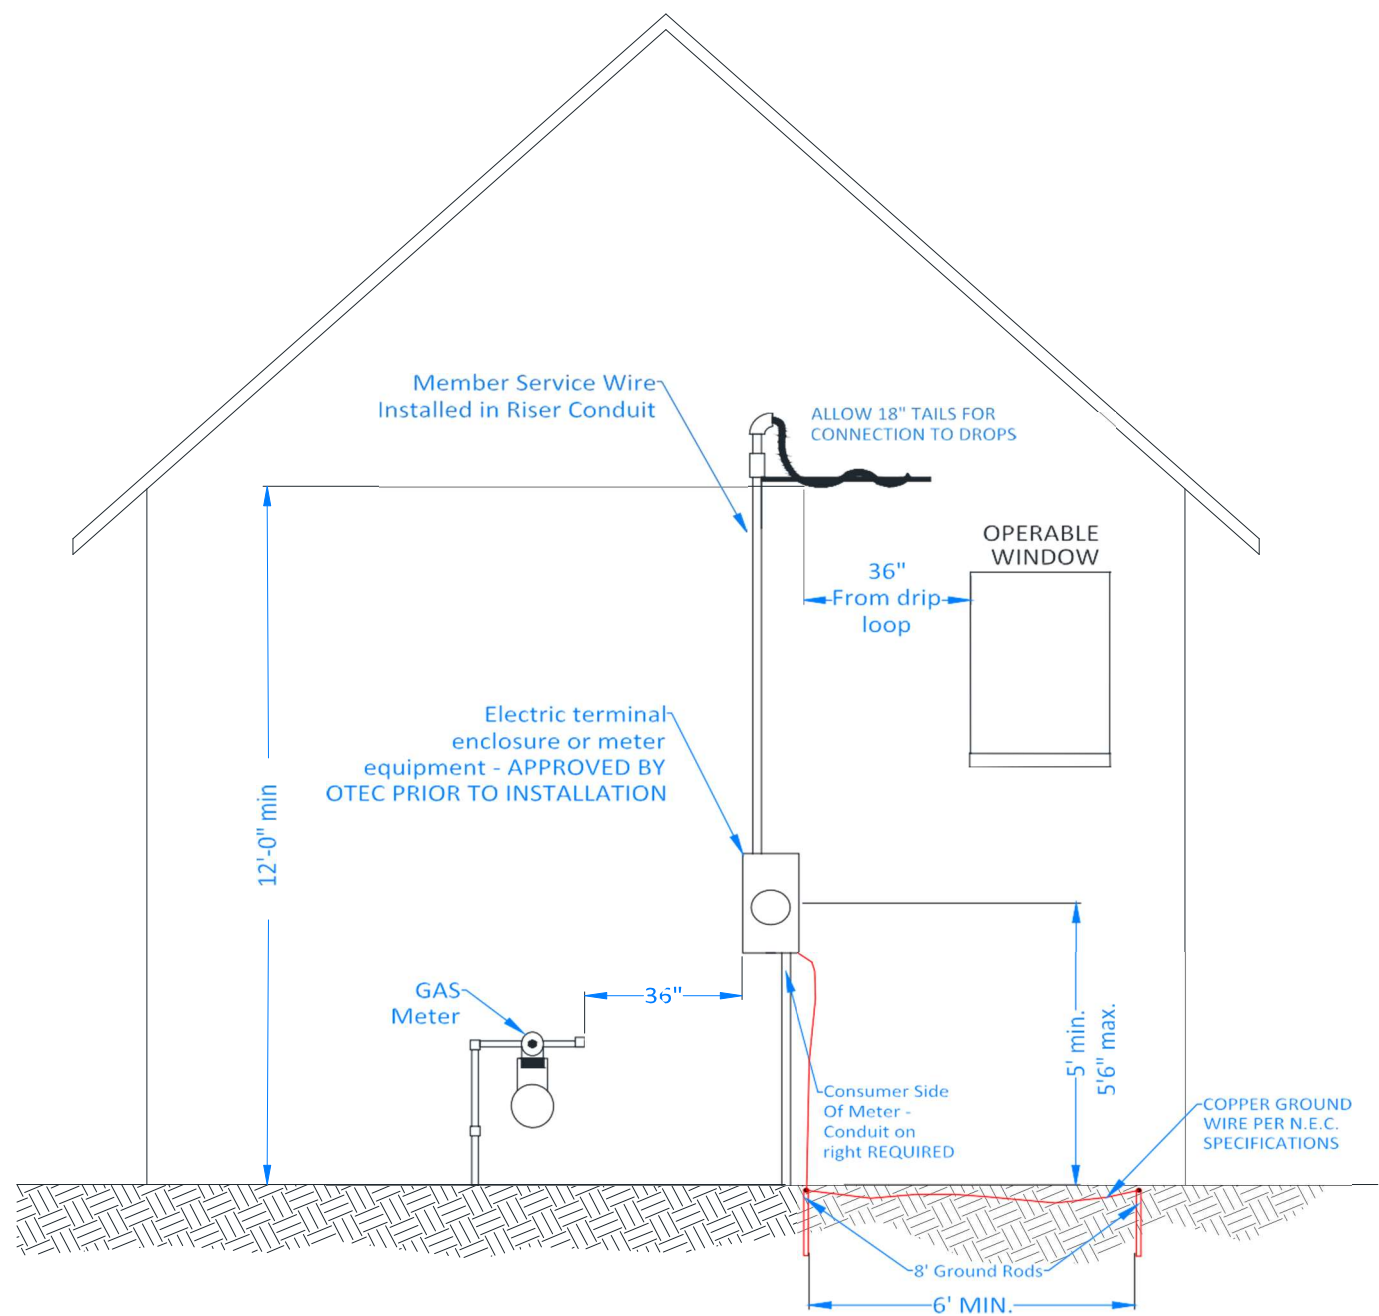 Member Service Wire
Installed in Riser Conduit
ALLOW 18" TAILS FOR
CONNECTION TO DROPS
OPERABLE
WINDOW
36"
From drip
loop
Electric terminal
enclosure or meter
equipment - APPROVED BY
OTEC PRIOR TO INSTALLATION
12'-0" min
GAS
Meter
36"
5' min.
5'6" max.
Consumer Side
Of Meter -
Conduit on
right REQUIRED
COPPER GROUND
WIRE PER N.E.C.
SPECIFICATIONS
8' Ground Rods
6' MIN.